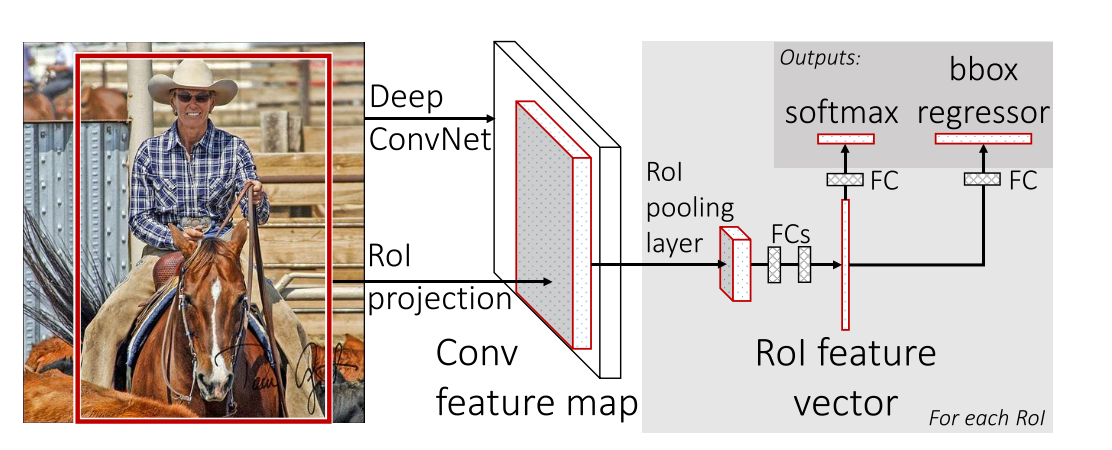 Deep
ConvNet
RoI
projection
Conv
feature map
RoI
pooling
layer
FCs
Outputs:
softmax
bbox
regressor
FC
FC
RoI feature
vector
For each RoI